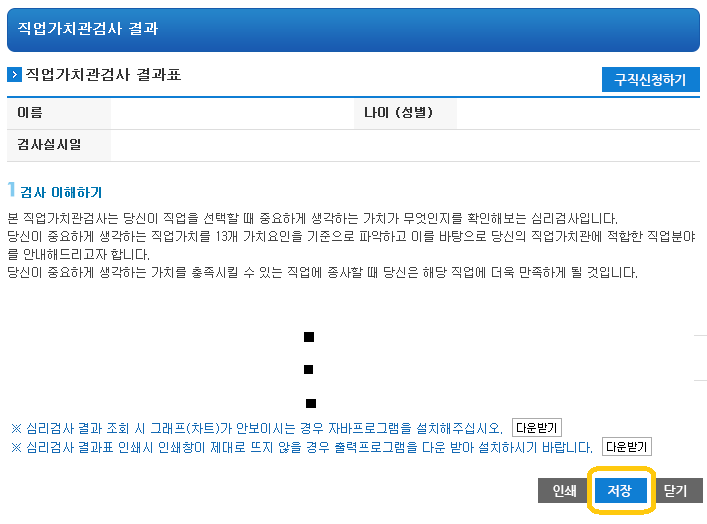 직업가치관검사 결과
직업가치관검사 결과표
구직신청하기
이름 나이 (성별)
검사실시일
1 검사 이해하기
본 직업가치관검사는 당신이 직업을 선택할 때 중요하게 생각하는 가치가 무엇인지를 확인해보는 심리검사입니다.
당신이 중요하게 생각하는 직업가치를 13개 가치요인을 기준으로 파악하고 이를 바탕으로 당신의 직업가치관에 적합한 직업분야
를 안내해드리고자 합니다.
당신이 중요하게 생각하는 가치를 충족시킬 수 있는 직업에 종사할 때 당신은 해당 직업에 더욱 만족하게 될 것입니다.
※ 심리검사 결과 조회 시 그래프(차트)가 안보이시는 경우 자바프로그램을 설치해주십시오. 다운받기
※ 심리검사 결과표 인쇄시 인쇄창이 제대로 뜨지 않을 경우 출력프로그램을 다운 받아 설치하시기 바랍니다. 다운받기
인쇄 저장 닫기